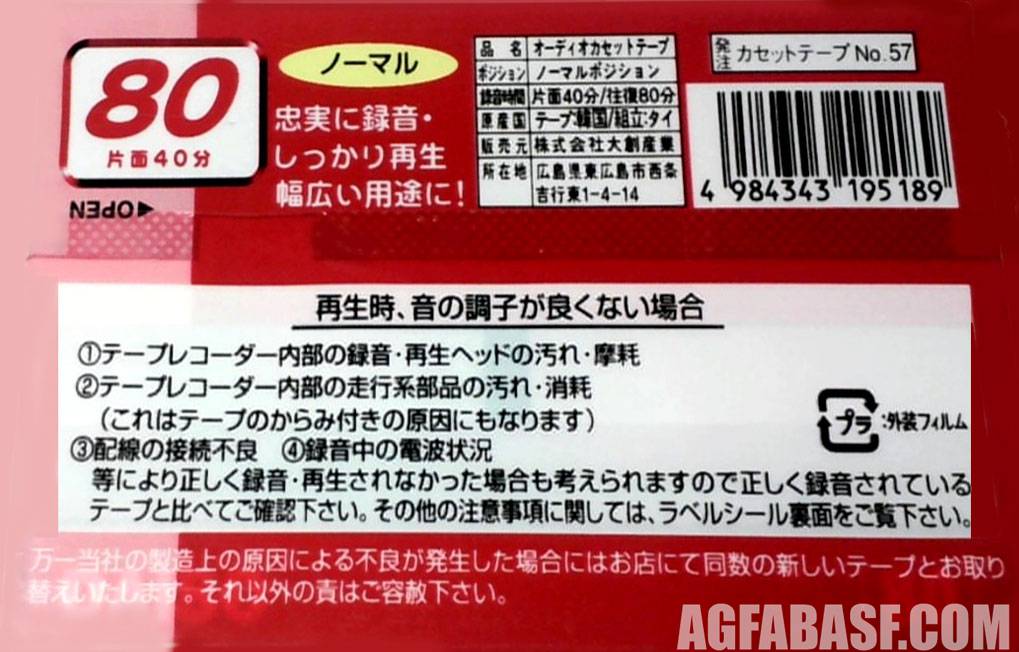 80
片面40分
OPEN
ノーマル
忠実に録音・
しっかり再生
幅広い用途に!
品名 オーディオカセットテープ
ポジション ノーマルポジション
録音時間 片面40分/往復80分
原産国 テープ:韓国/組立:タイ
販売元 株式会社大創産業
所在地 広島県東広島市西条
吉行東1-4-14
発注 カセットテープNo.57
4 984343 195189
再生時、音の調子が良くない場合
①テープレコーダー内部の録音・再生ヘッドの汚れ・摩耗
②テープレコーダー内部の走行系部品の汚れ・消耗
(これはテープのからみ付きの原因にもなります)
③配線の接続不良 ④録音中の電波状況
等により正しく録音・再生されなかった場合も考えられますので正しく録音されている
テープと比べてご確認下さい。その他の注意事項に関しては、ラベルシール裏面をご覧下さい。
プラ :外装フィルム
万一当社の製造上の原因による不良が発生した場合にはお店にて同数の新しいテープとお取り
替えいたします。それ以外の責はご容赦下さい。
AGFABASF.COM